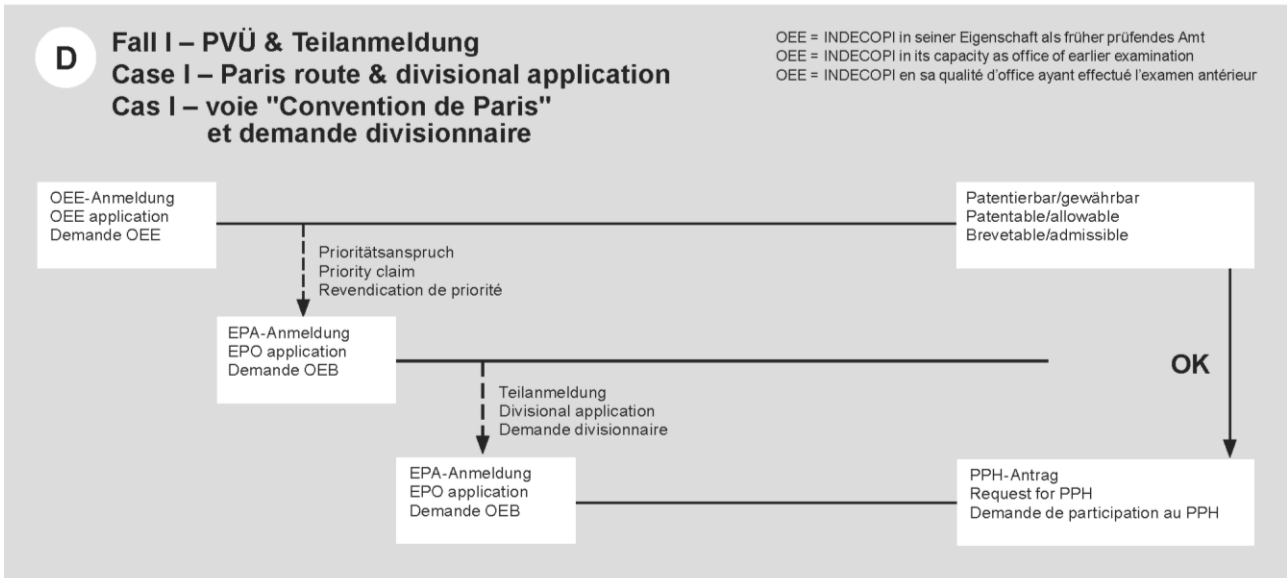 D
Fall I – PVÜ & Teilanmeldung
Case I – Paris route & divisional application
Cas I – voie "Convention de Paris"
et demande divisionnaire
OEE = INDECOPI in seiner Eigenschaft als früher prüfendes Amt
OEE = INDECOPI in its capacity as office of earlier examination
OEE = INDECOPI en sa qualité d'office ayant effectué l'examen antérieur
OEE-Anmeldung
OEE application
Demande OEE
Patentierbar/gewährbar
Patentable/allowable
Brevetable/admissible
Prioritätsanspruch
Priority claim
Revendication de priorité
EPA-Anmeldung
EPO application
Demande OEB
OK
Teilanmeldung
Divisional application
Demande divisionnaire
EPA-Anmeldung
EPO application
Demande OEB
PPH-Antrag
Request for PPH
Demande de participation au PPH